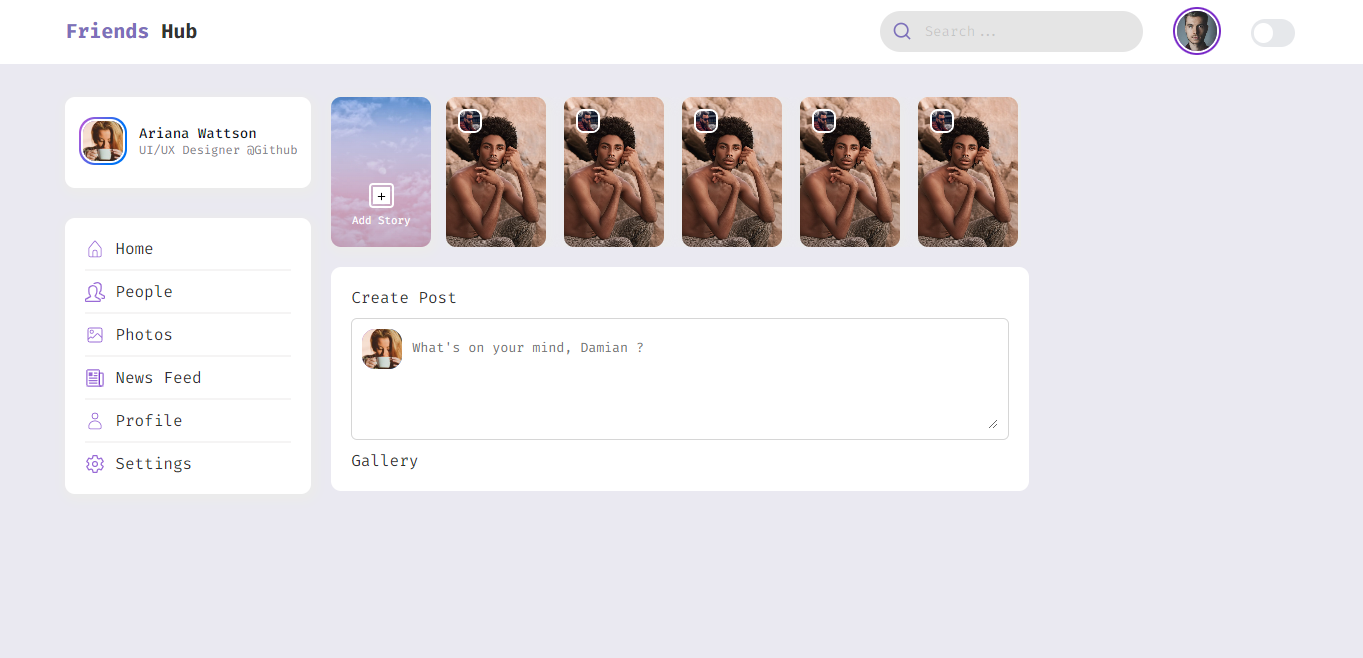 Friends Hub
Search...
Ariana Wattson
UI/UX Designer @Github
Add Story
Home
People
Photos
News Feed
Profile
Settings
Create Post
What's on your mind, Damian ?
Gallery